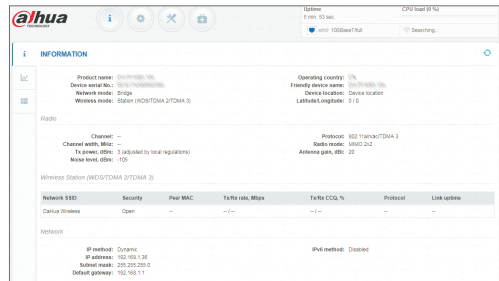 alhua
TECHNOLOGY
Uptime
5 min. 53 sec.
CPU load (0 %)
eth0: 100BaseT/full
Searching...
INFORMATION
Product name:
Device serial No.:
Network mode: Bridge
Wireless mode: Station (WDS/TDMA 2/TDMA 3)
Operating country:
Friendly device name:
Device location: Device location
Latitude/Longitude: 0 / 0
Radio
Channel: --
Channel width, MHz: --
Tx power, dBm: 3 (adjusted by local regulations)
Noise level, dBm: -105
Protocol: 802.11a/n/ac/TDMA 3
Radio mode: MIMO 2x2
Antenna gain, dBi: 20
Wireless Station (WDS/TDMA 2/TDMA 3)
Network SSID Security Peer MAC Tx/Rx rate, Mbps Tx/Rx CCQ, % Protocol Link uptime
DaHua Wireless Open -- -- / -- -- / -- -- --
Network
IP method: Dynamic
IP address: 192.168.1.36
Subnet mask: 255.255.255.0
Default gateway: 192.168.1.1
IPv6 method: Disabled